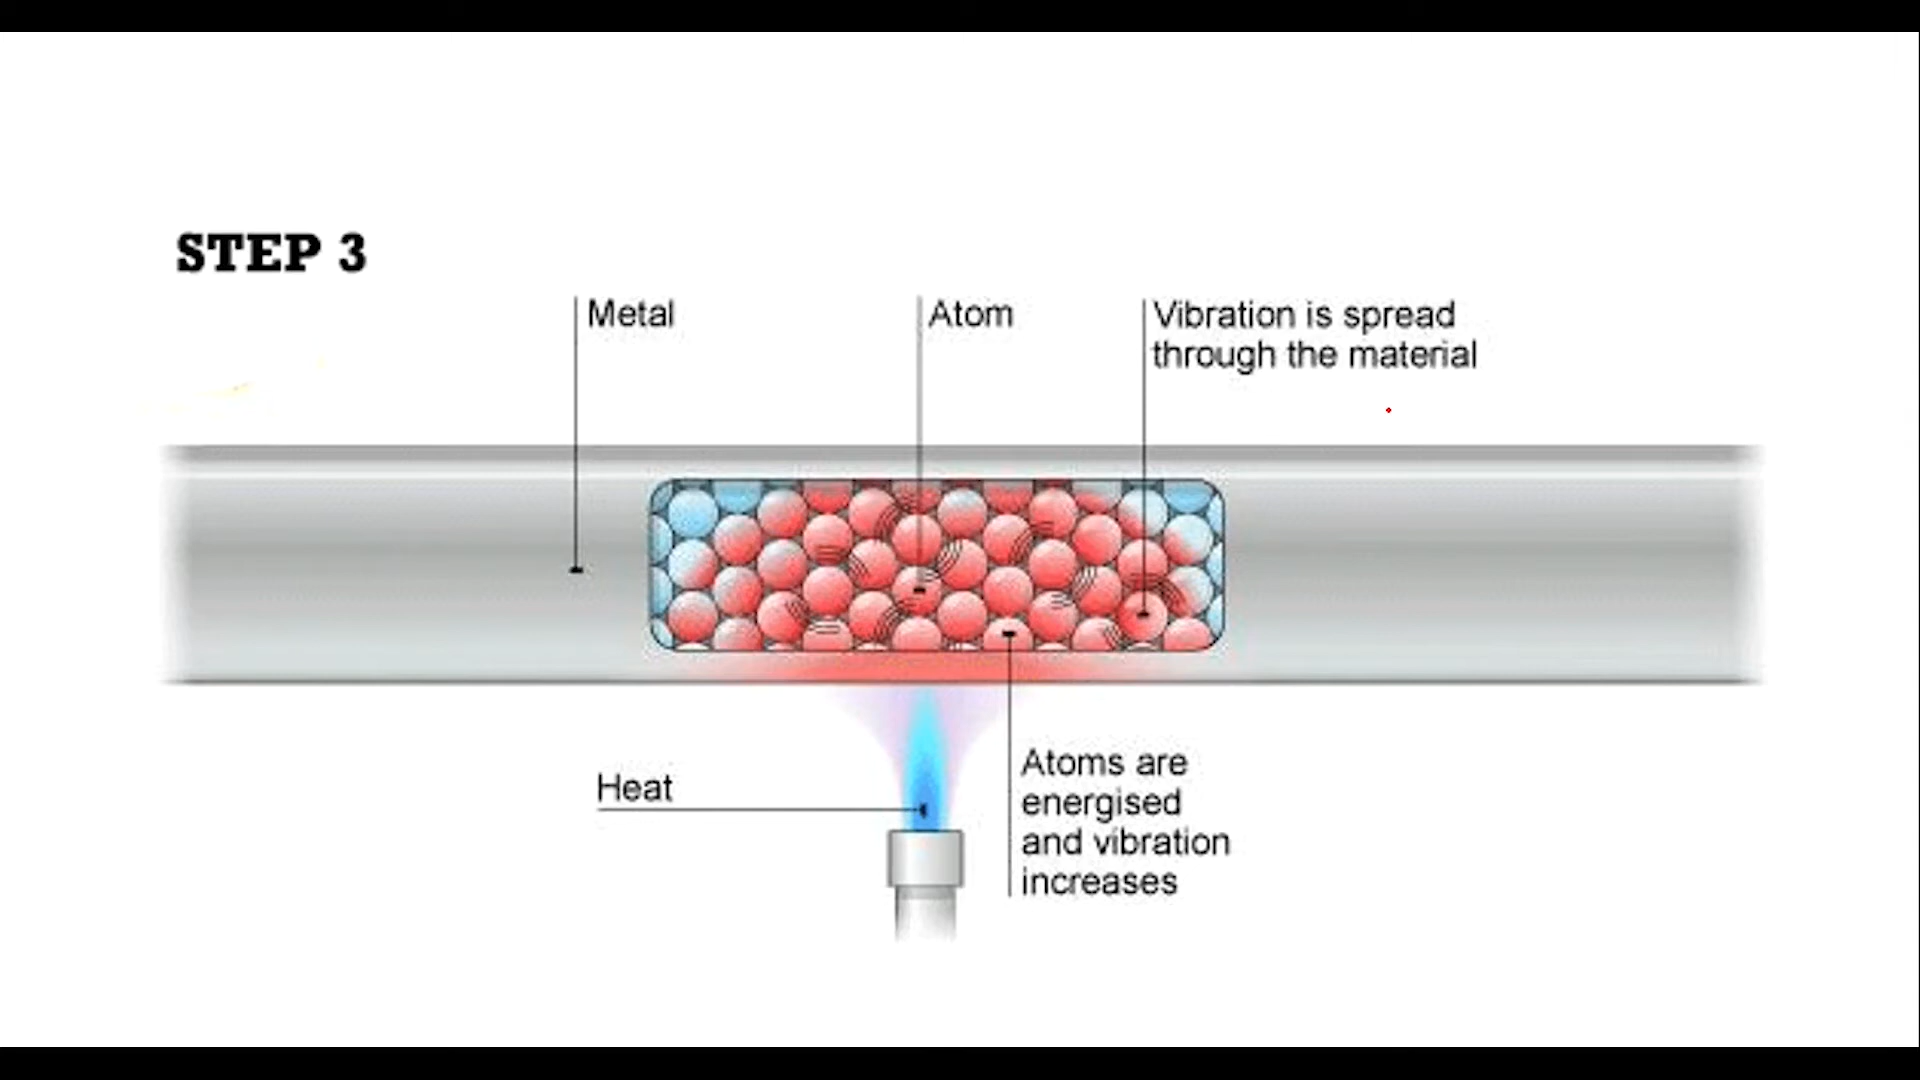 STEP 3
Metal
Atom
Vibration is spread
through the material
Heat
Atoms are
energised
and vibration
increases